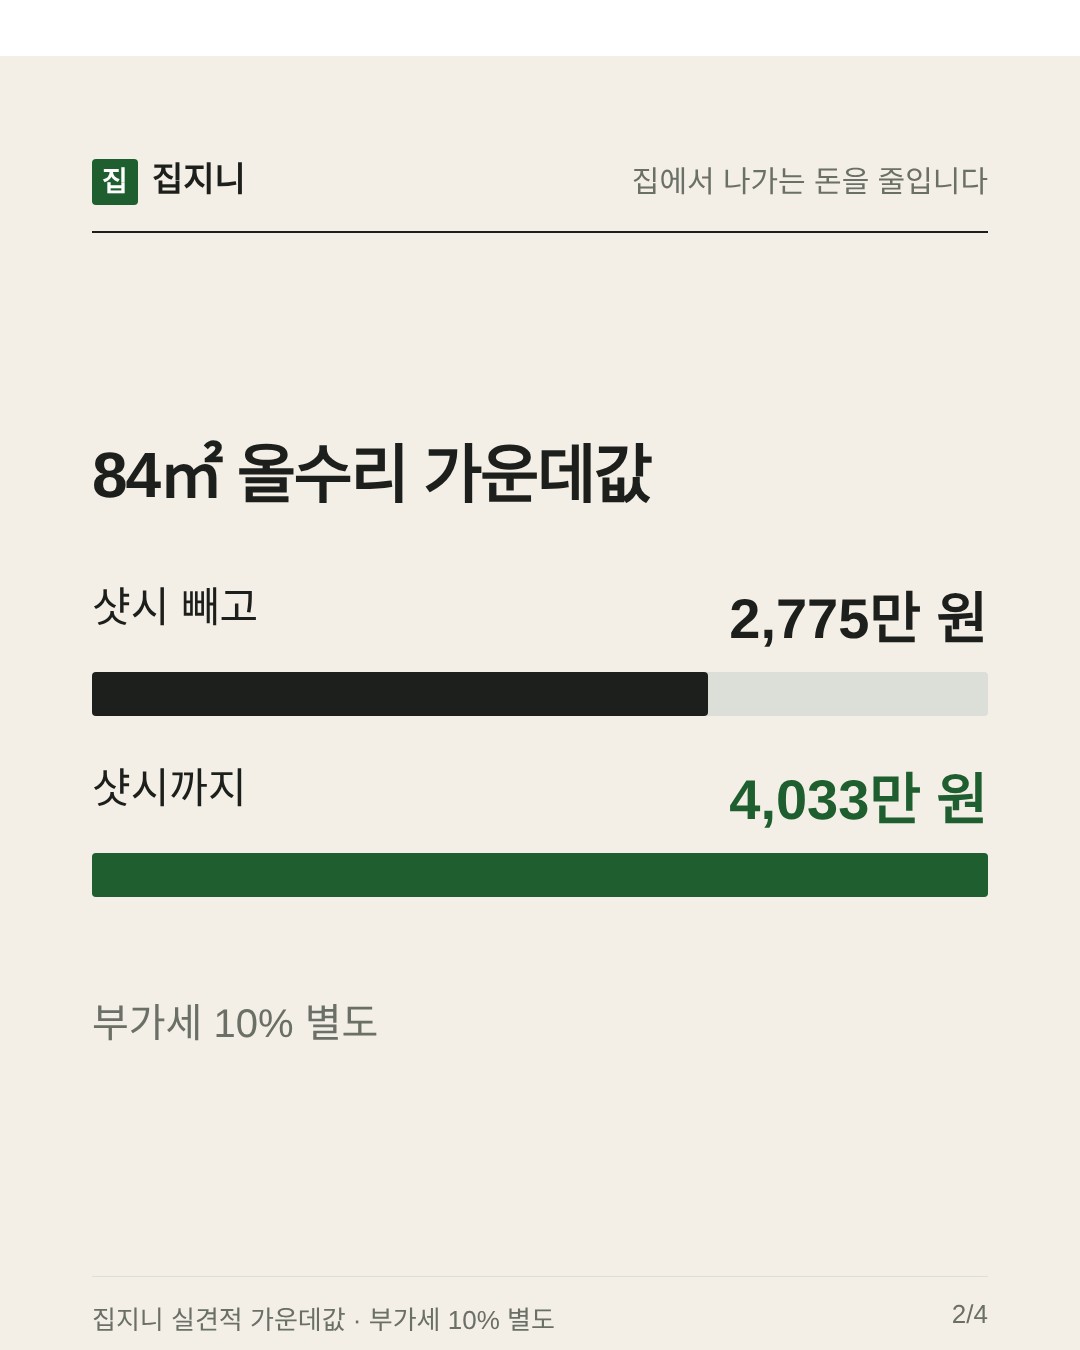 집 집지니
집에서 나가는 돈을 줄입니다
84㎡ 올수리 가운데값
샷시 빼고
2,775만 원
샷시까지
4,033만 원
부가세 10% 별도
집지니 실견적 가운데값 · 부가세 10% 별도
2/4